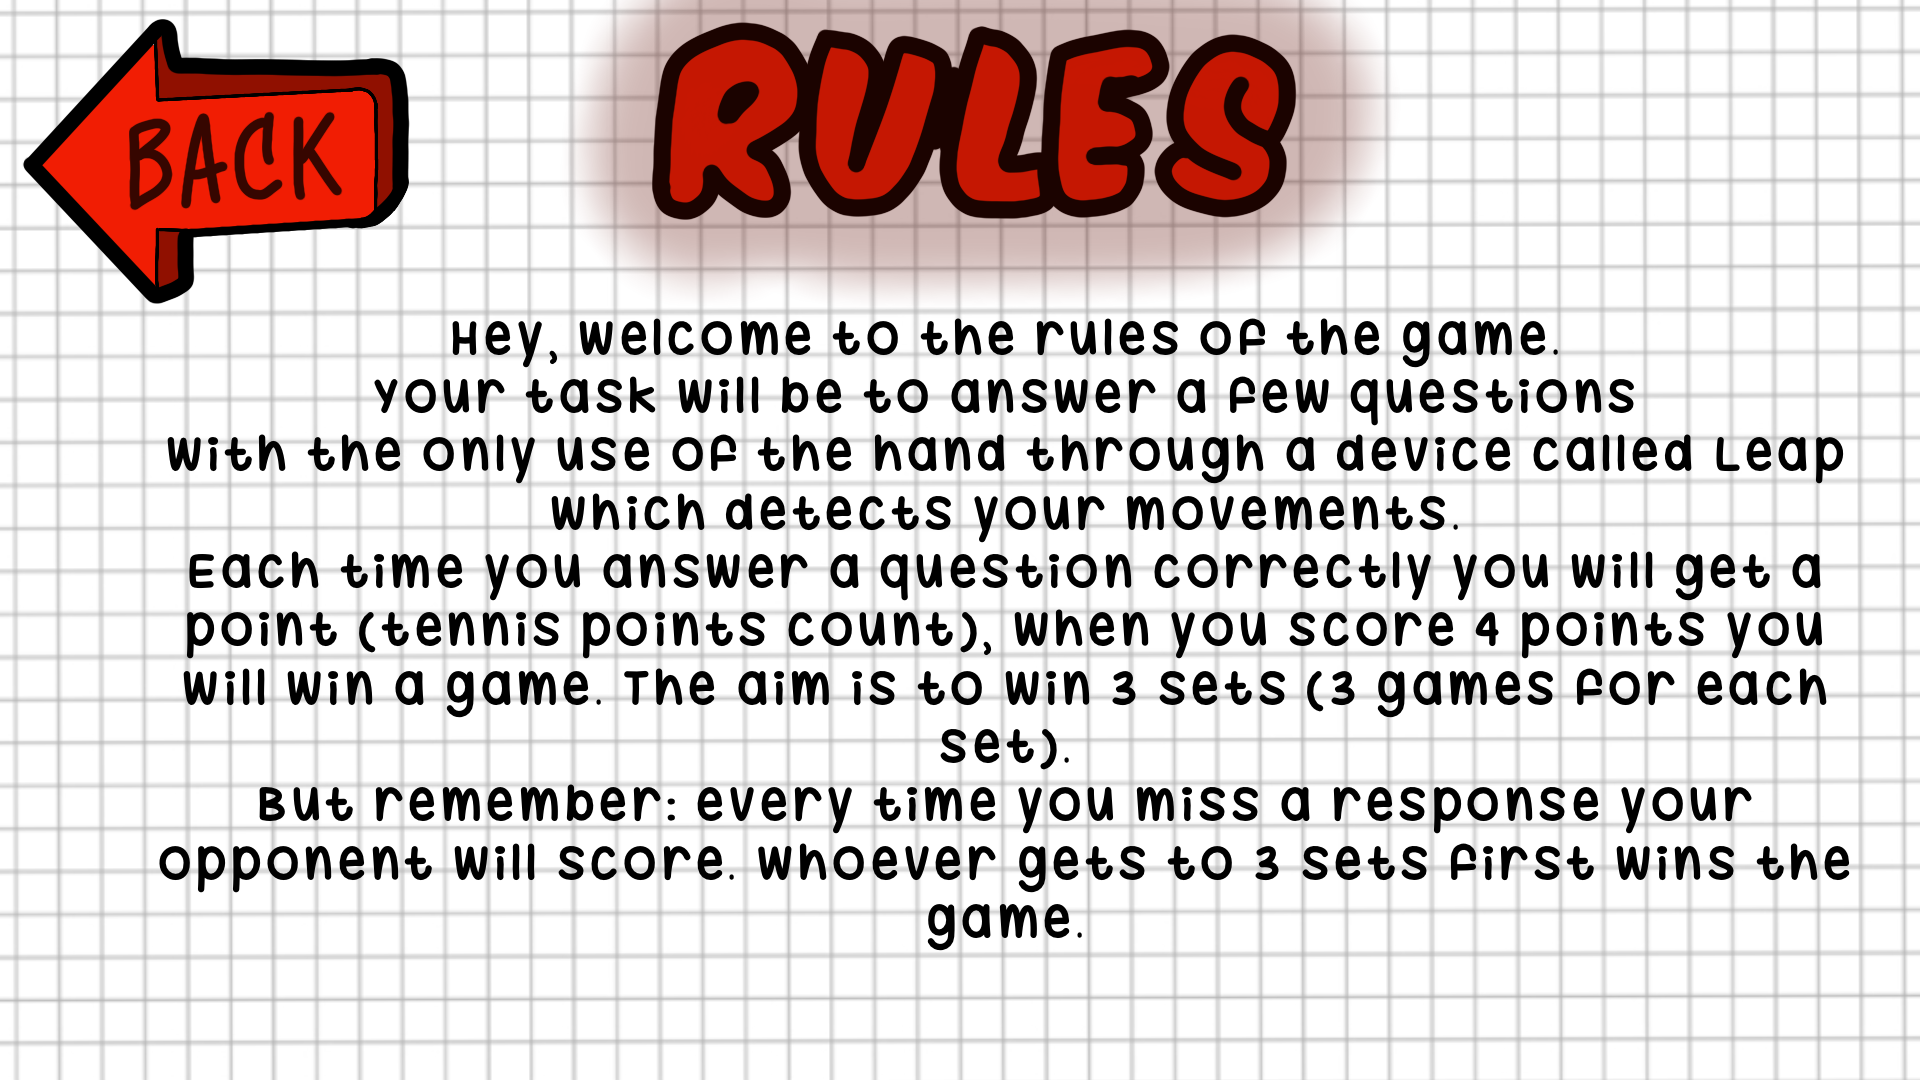 BACK
RULES
Hey, welcome to the rules of the game.
Your task will be to answer a few questions
with the only use of the hand through a device called Leap
which detects your movements.
Each time you answer a question correctly you will get a
point (tennis points count), when you score 4 points you
will win a game. The aim is to win 3 sets (3 games for each
set).
But remember: every time you miss a response your
opponent will score. Whoever gets to 3 sets first wins the
game.